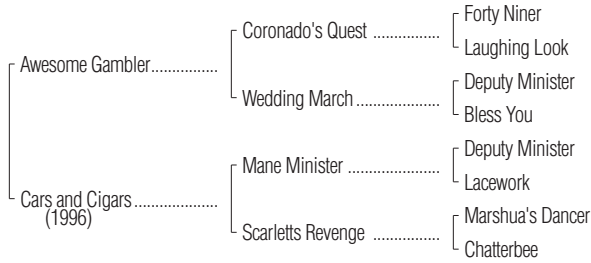 Forty Niner
Coronado's Quest ................
Laughing Look
Awesome Gambler................
Deputy Minister
Wedding March ....................
Bless You
Deputy Minister
Mane Minister ......................
Lacework
Cars and Cigars....................
(1996)
Marshua's Dancer
Scarletts Revenge ................
Chatterbee